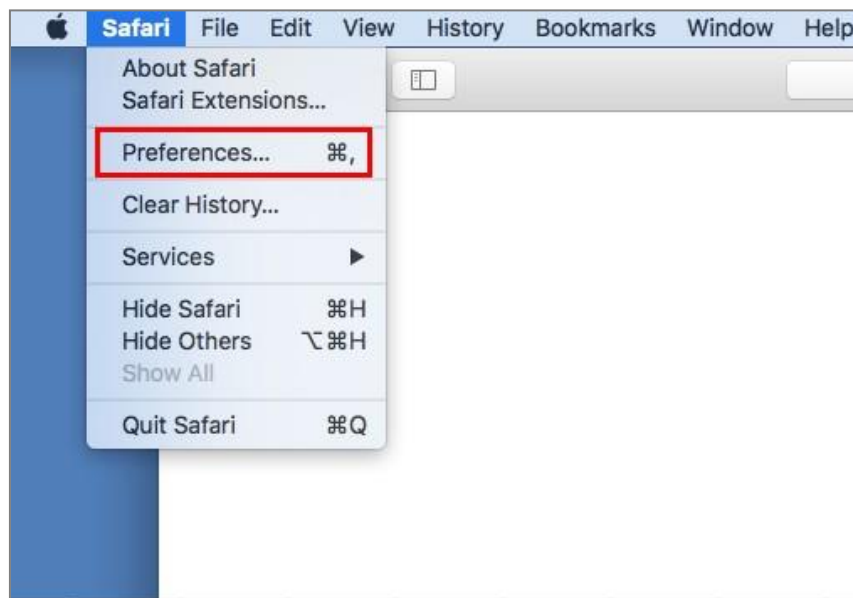 Safari File Edit View History Bookmarks Window Help
About Safari
Safari Extensions...
Preferences... ⌘,
Clear History...
Services ▶
Hide Safari ⌘H
Hide Others ⌥⌘H
Show All
Quit Safari ⌘Q